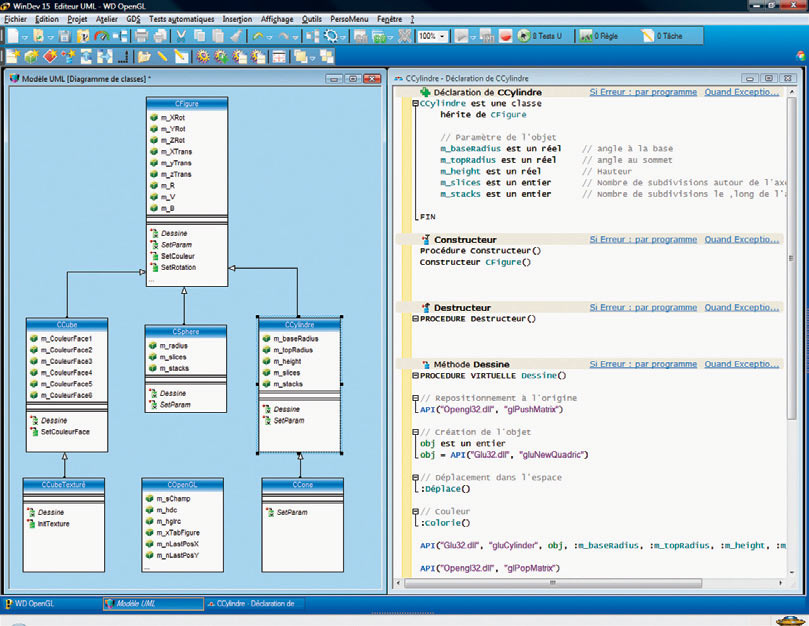 WinDev 15 Editeur UML - WD OpenGL
Fichier Edition Projet Atelier GDS Tests automatiques Insertion Affichage Outils PersoMenu Fenêtre ?
100% 8 Tests U 0 Règle 0 Tâche
Modèle UML [Diagramme de classes] *
CFigure
m_XRot
m_YRot
m_ZRot
m_XTrans
m_yTrans
m_zTrans
m_R
m_V
m_B
Dessine
SetParam
SetCouleur
SetRotation
...
CCube
m_CouleurFace1
m_CouleurFace2
m_CouleurFace3
m_CouleurFace4
m_CouleurFace5
m_CouleurFace6
Dessine
SetCouleurFace
CSphere
m_radius
m_slices
m_stacks
Dessine
SetParam
CCylindre
m_baseRadius
m_topRadius
m_height
m_slices
m_stacks
Dessine
SetParam
CCubeTexturé
Dessine
InitTexture
COpenGL
m_sChamp
m_hdc
m_hglrc
m_xTabFigure
m_nLastPosX
m_nLastPosY
...
CCone
SetParam
CCylindre - Déclaration de CCylindre
Déclaration de CCylindre Si Erreur : par programme Quand Exceptio...
CCylindre est une classe
hérite de CFigure
// Paramètre de l'objet
m_baseRadius est un réel // angle à la base
m_topRadius est un réel // angle au sommet
m_height est un réel // Hauteur
m_slices est un entier // Nombre de subdivisions autour de l'axe
m_stacks est un entier // Nombre de subdivisions le ,long de l'a
FIN
Constructeur Si Erreur : par programme Quand Exceptio...
Procédure Constructeur()
Constructeur CFigure()
Destructeur Si Erreur : par programme Quand Exceptio...
PROCEDURE Destructeur()
Méthode Dessine Si Erreur : par programme Quand Exceptio...
PROCEDURE VIRTUELLE Dessine()
// Repositionnement à l'origine
API("Opengl32.dll", "glPushMatrix")
// Création de l'objet
obj est un entier
obj = API("Glu32.dll", "gluNewQuadric")
// Déplacement dans l'espace
:Déplace()
// Couleur
:Colorie()
API("Glu32.dll", "gluCylinder", obj, :m_baseRadius, :m_topRadius, :m_height, :m
API("Opengl32.dll", "glPopMatrix")
WD OpenGL Modèle UML CCylindre - Déclaration de